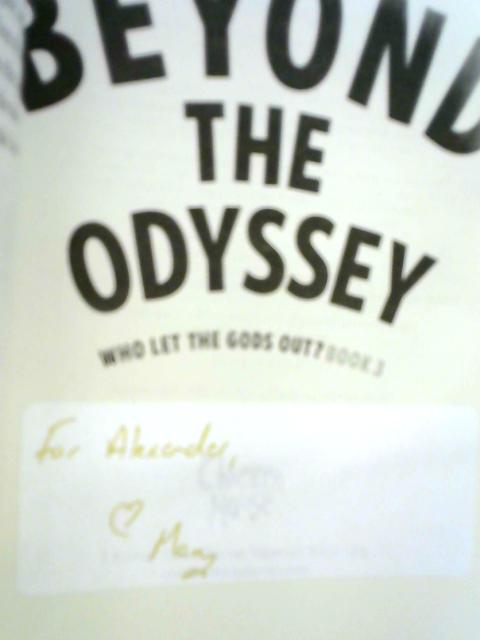 BEYOND
THE
ODYSSEY
WHO LET THE GODS OUT? BOOK 3
For Alexander,
♡ Maz